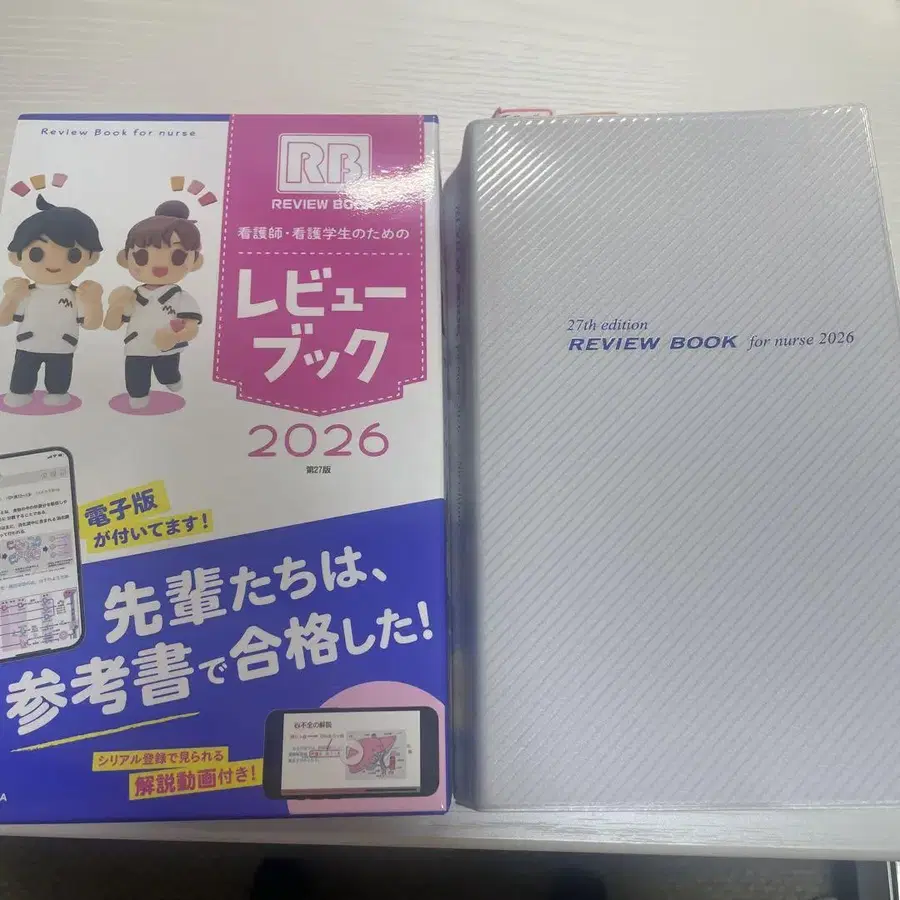 Review Book for nurse
RB
REVIEW BOOK
看護師・看護学生のための
レビュー
ブック
2026
第27版
電子版
が付いてます!
先輩たちは、
参考書で合格した!
シリアル登録で見られる
解説動画付き!
27th edition
REVIEW BOOK for nurse 2026